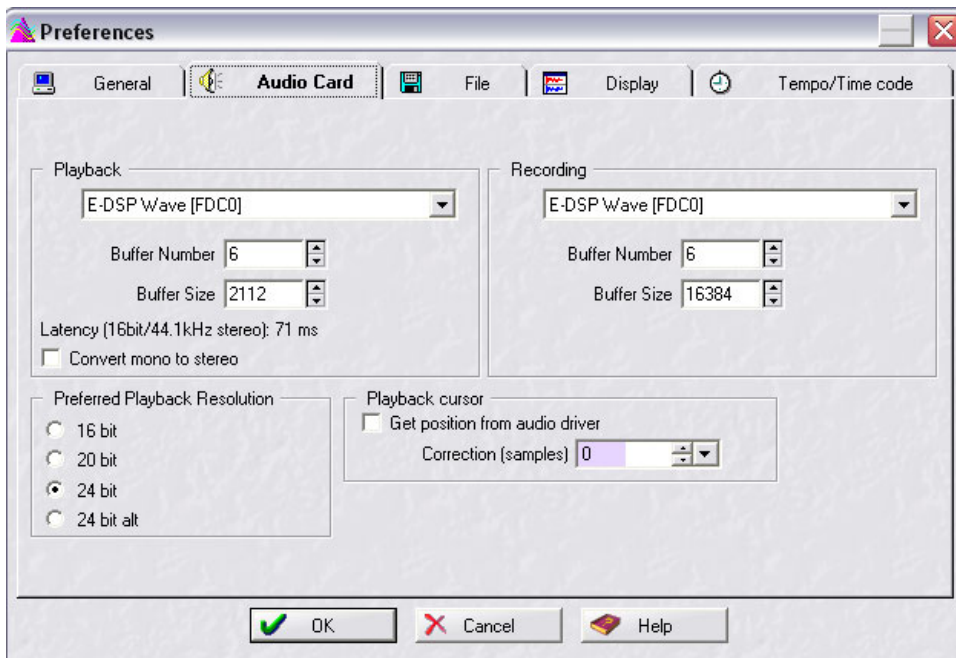 Preferences
General
Audio Card
File
Display
Tempo/Time code
Playback
E-DSP Wave [FDC0]
Buffer Number 6
Buffer Size 2112
Latency (16bit/44.1kHz stereo): 71 ms
Convert mono to stereo
Recording
E-DSP Wave [FDC0]
Buffer Number 6
Buffer Size 16384
Preferred Playback Resolution
16 bit
20 bit
24 bit
24 bit alt
Playback cursor
Get position from audio driver
Correction (samples) 0
OK
Cancel
Help